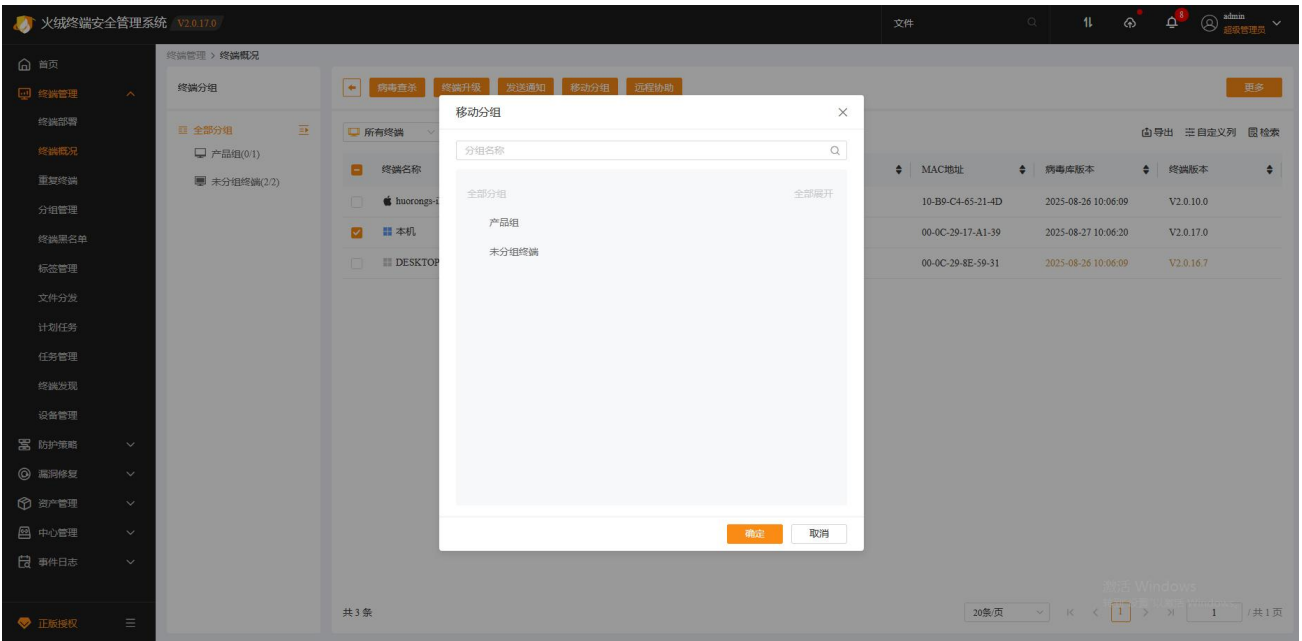 火绒终端安全管理系统 V2.0.17.0 文件 8 admin
超级管理员
首页
终端管理
终端部署
终端概况
重复终端
分组管理
终端黑名单
标签管理
文件分发
计划任务
任务管理
终端发现
设备管理
防护策略
漏洞修复
资产管理
中心管理
事件日志
正版授权
终端管理 > 终端概况
终端分组
全部分组
产品组(0/1)
未分组终端(2/2)
病毒查杀 终端升级 发送通知 移动分组 远程协助 更多
所有终端 导出 自定义列 检索
终端名称 MAC地址 病毒库版本 终端版本
huorongs-i 10-B9-C4-65-21-4D 2025-08-26 10:06:09 V2.0.10.0
本机 00-0C-29-17-A1-39 2025-08-27 10:06:20 V2.0.17.0
DESKTOP 00-0C-29-8E-59-31 2025-08-26 10:06:09 V2.0.16.7
移动分组
分组名称
全部分组 全部展开
产品组
未分组终端
确定 取消
激活 Windows
共 3 条 20条/页 1 1 /共 1 页